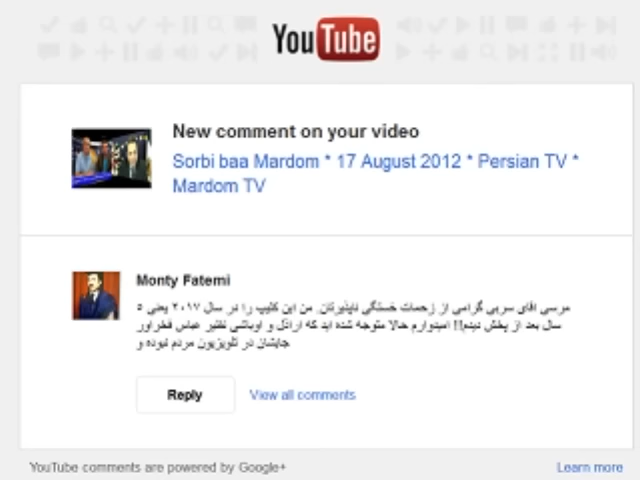 YouTube
New comment on your video
Sorbi baa Mardom * 17 August 2012 * Persian TV *
Mardom TV
Monty Fatemi
مرسی اقای سربی گرامی از زحمات خستگی ناپذیرتان. من این کلیپ را در سال ۲۰۱۷ یعنی ۵
سال بعد از پخش دیدم!! امیدوارم حالا متوجه شده اید که اراذل و اوباشی نظیر عباس فخراور
جایشان در تلویزیون مردم نبوده و
Reply
View all comments
YouTube comments are powered by Google+
Learn more